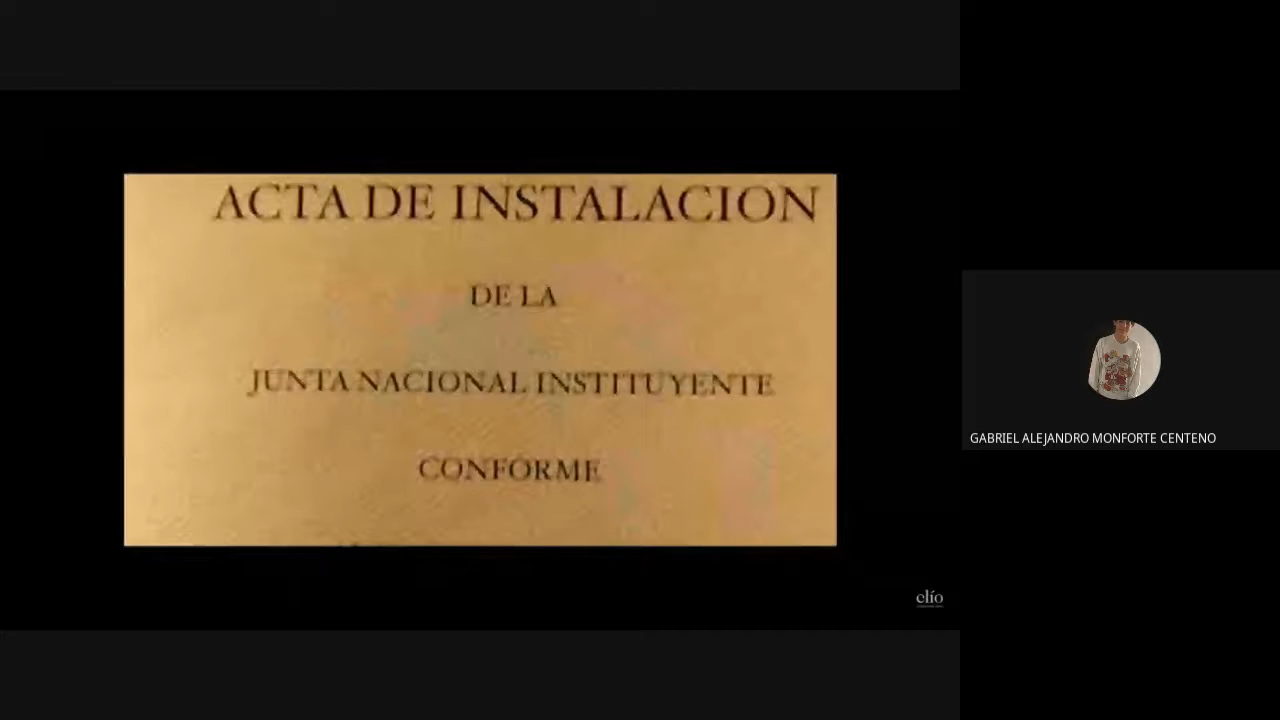 ACTA DE INSTALACION
DE LA
JUNTA NACIONAL INSTITUYENTE
CONFORME
clío
GABRIEL ALEJANDRO MONFORTE CENTENO